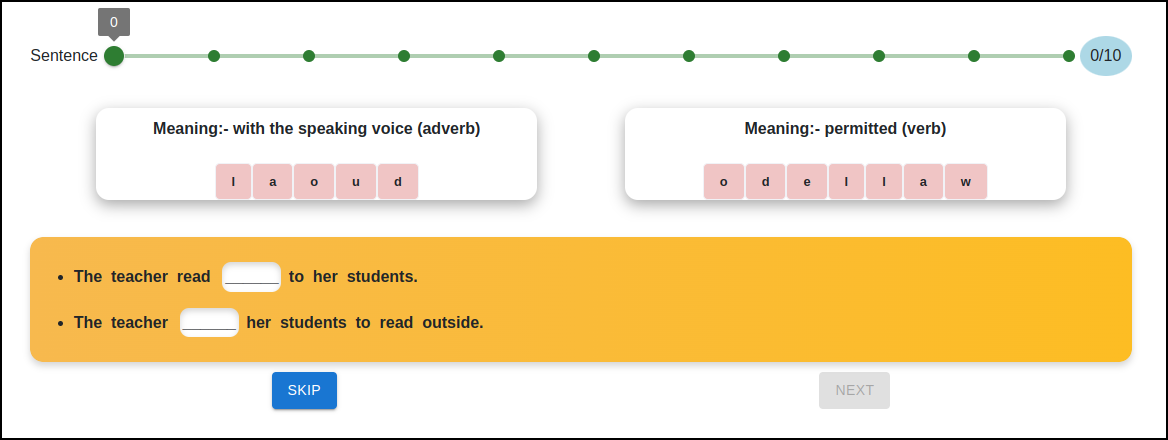 0
Sentence 0/10
Meaning:- with the speaking voice (adverb)
l a o u d
Meaning:- permitted (verb)
o d e l l a w
• The teacher read ______ to her students.
• The teacher ______ her students to read outside.
SKIP NEXT